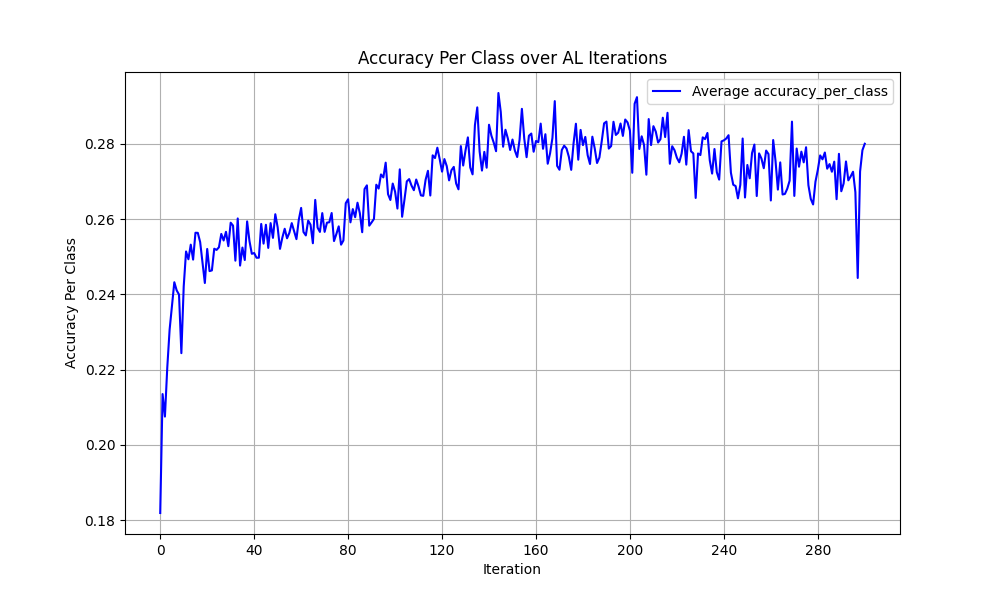 Accuracy Per Class over AL Iterations
Average accuracy_per_class
Accuracy Per Class
0.28
0.26
0.24
0.22
0.20
0.18
0 40 80 120 160 200 240 280
Iteration